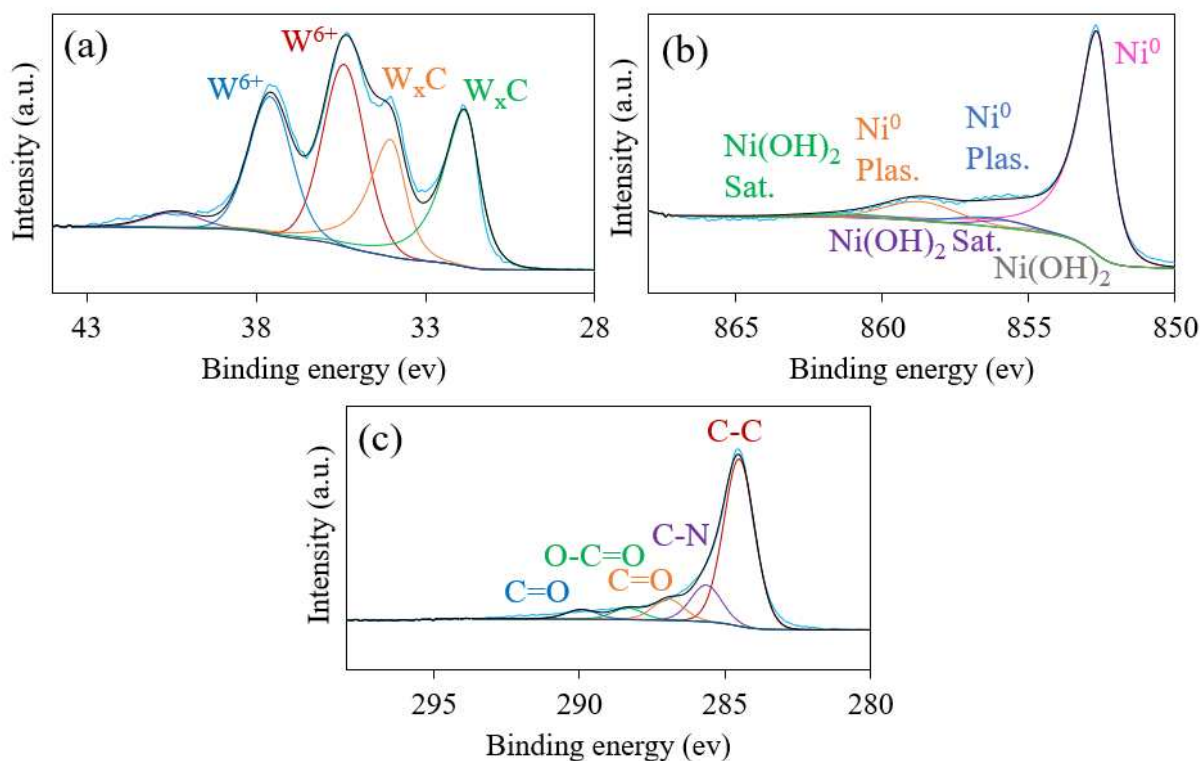 (a)
W⁶⁺
W⁶⁺
WₓC
WₓC
Intensity (a.u.)
43 38 33 28
Binding energy (ev)
(b)
Ni⁰
Ni(OH)₂
Sat.
Ni⁰
Plas.
Ni⁰
Plas.
Ni(OH)₂ Sat.
Ni(OH)₂
Intensity (a.u.)
865 860 855 850
Binding energy (ev)
(c)
C-C
C-N
O-C=O
C=O
C=O
Intensity (a.u.)
295 290 285 280
Binding energy (ev)